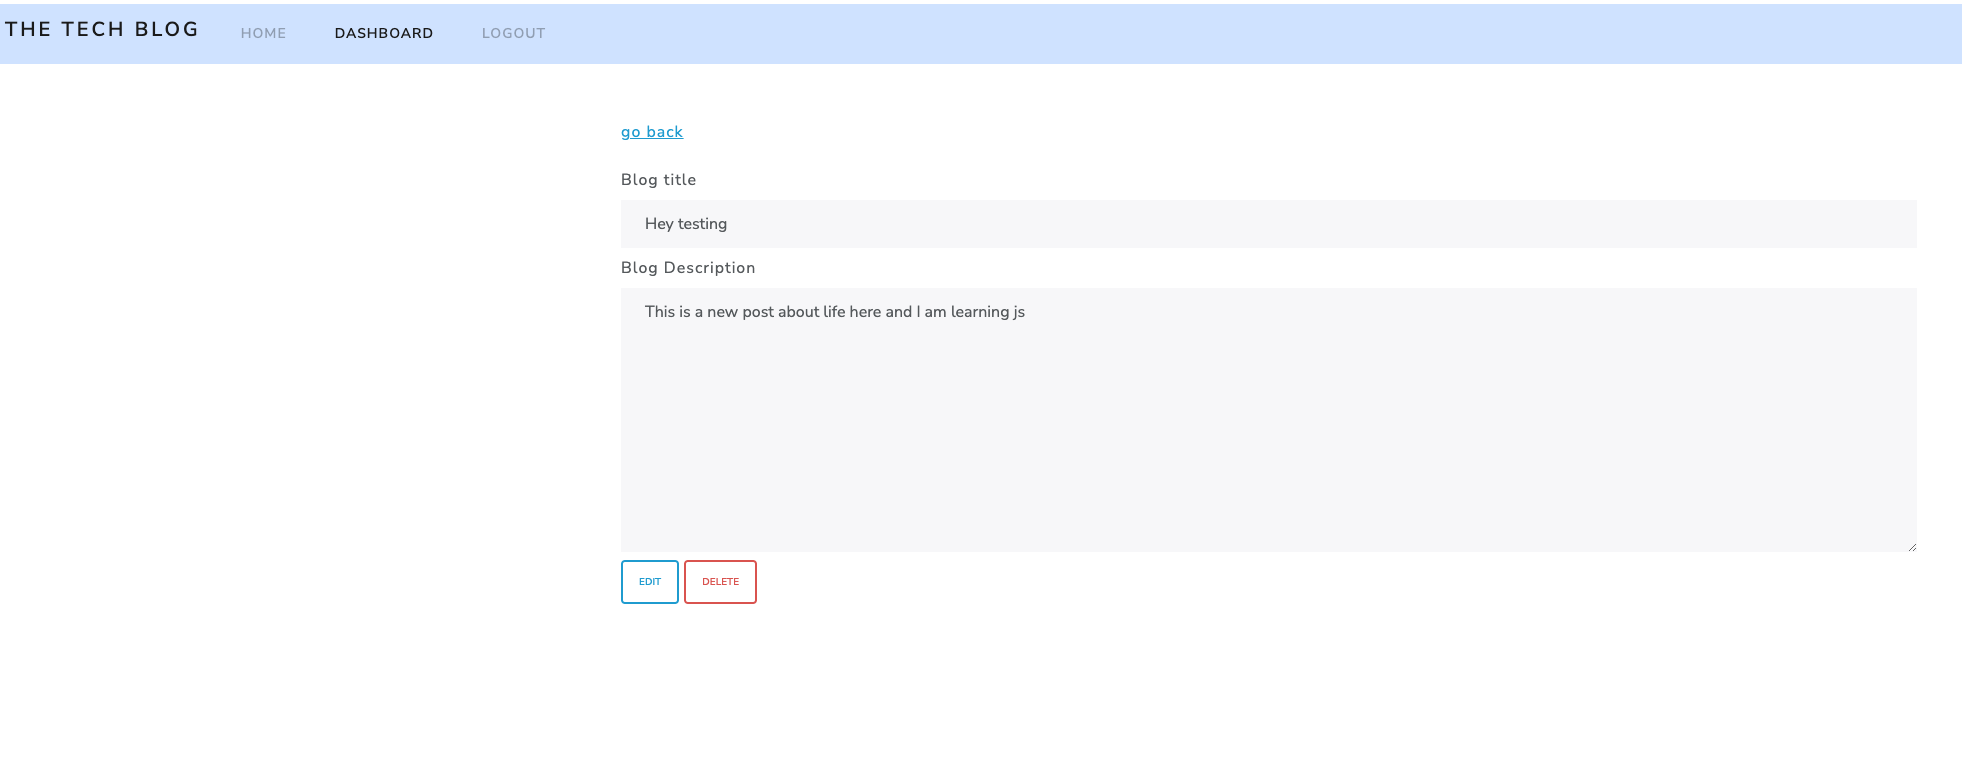 THE TECH BLOG HOME DASHBOARD LOGOUT
go back
Blog title
Hey testing
Blog Description
This is a new post about life here and I am learning js
EDIT DELETE